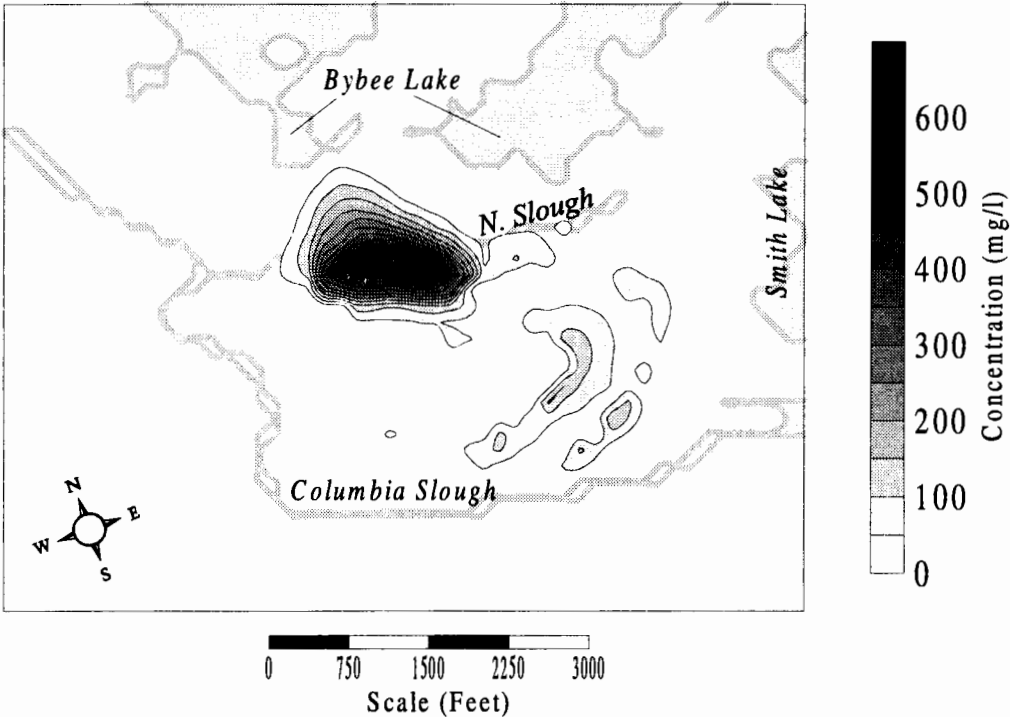 Bybee Lake
N. Slough
Smith Lake
Columbia Slough
N
E
W
S
600
500
400
300
200
100
0
Concentration (mg/l)
0 750 1500 2250 3000
Scale (Feet)